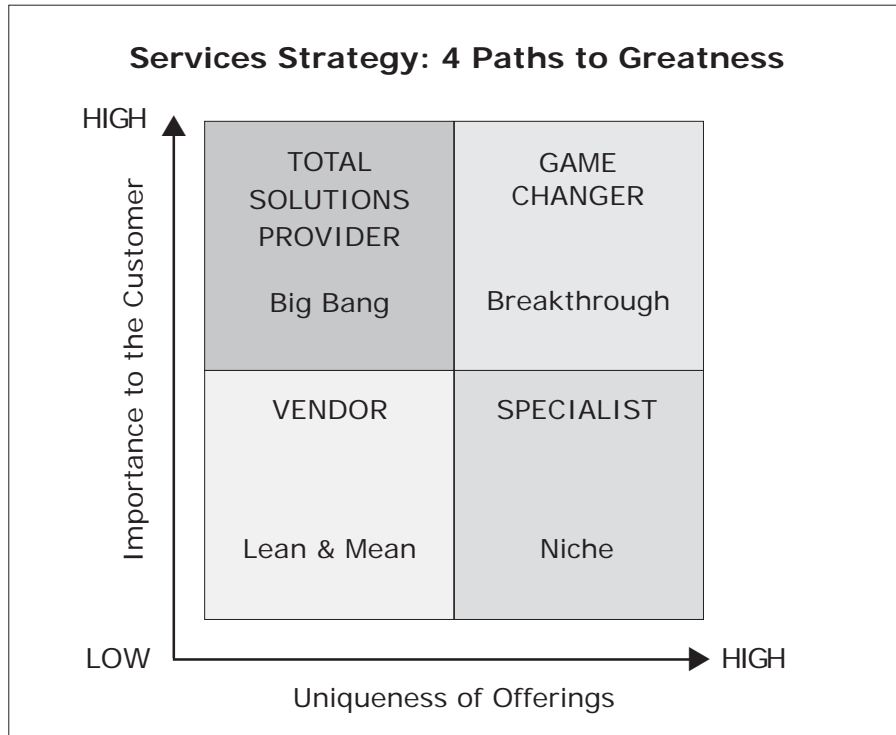 Services Strategy: 4 Paths to Greatness
HIGH
Importance to the Customer
TOTAL
SOLUTIONS
PROVIDER
Big Bang
GAME
CHANGER
Breakthrough
VENDOR
Lean & Mean
SPECIALIST
Niche
LOW
HIGH
Uniqueness of Offerings